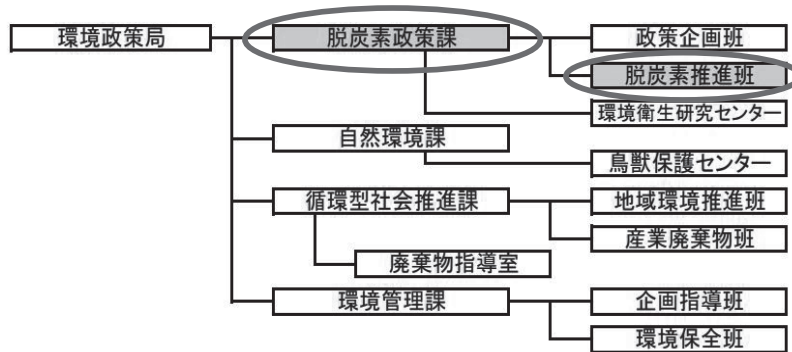 環境政策局
脱炭素政策課
政策企画班
脱炭素推進班
環境衛生研究センター
自然環境課
鳥獣保護センター
循環型社会推進課
地域環境推進班
産業廃棄物班
廃棄物指導室
環境管理課
企画指導班
環境保全班